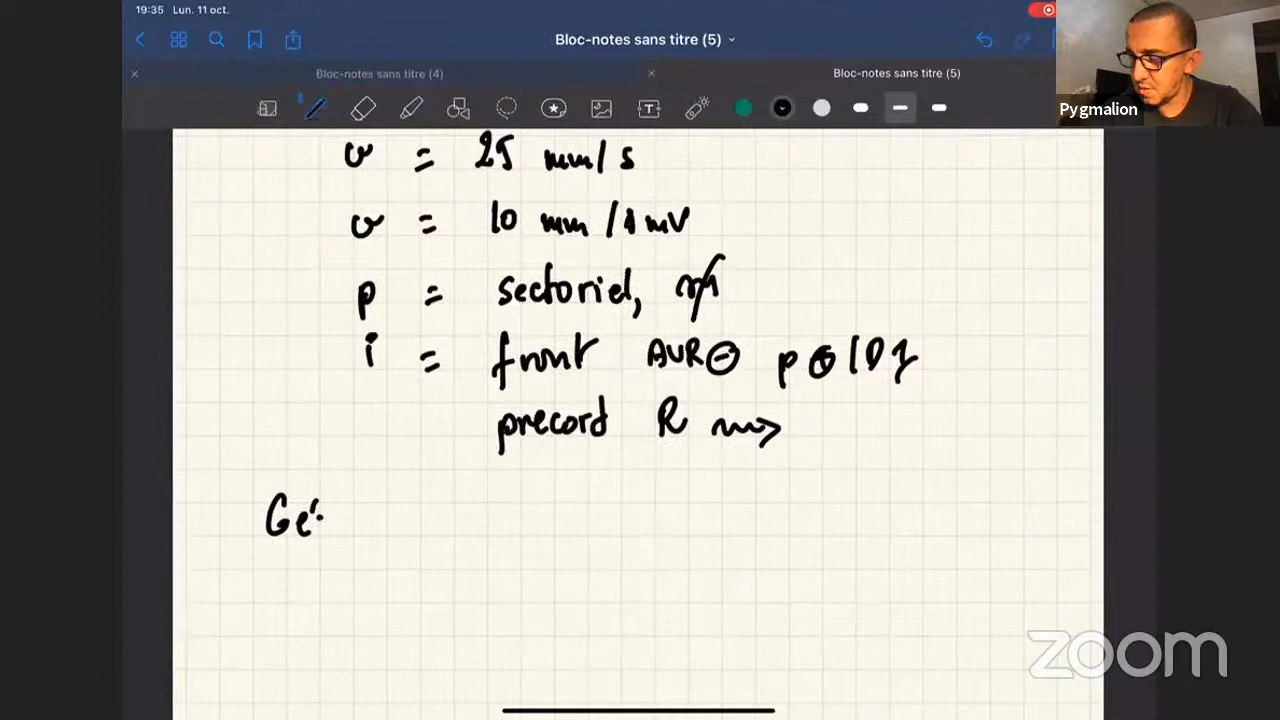 19:35 Lun. 11 oct.
Bloc-notes sans titre (5)
Bloc-notes sans titre (4) Bloc-notes sans titre (5)
Pygmalion
v = 25 mm/s
v = 10 mm/1mV
p = sectoriel,
i = front AVR⊖ p⊕ 1D
precord R
Gé
zoom